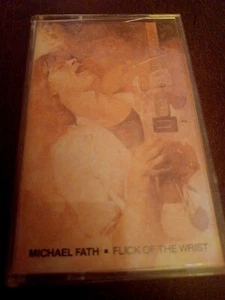 MICHAEL FATH • FLICK OF THE WRIST